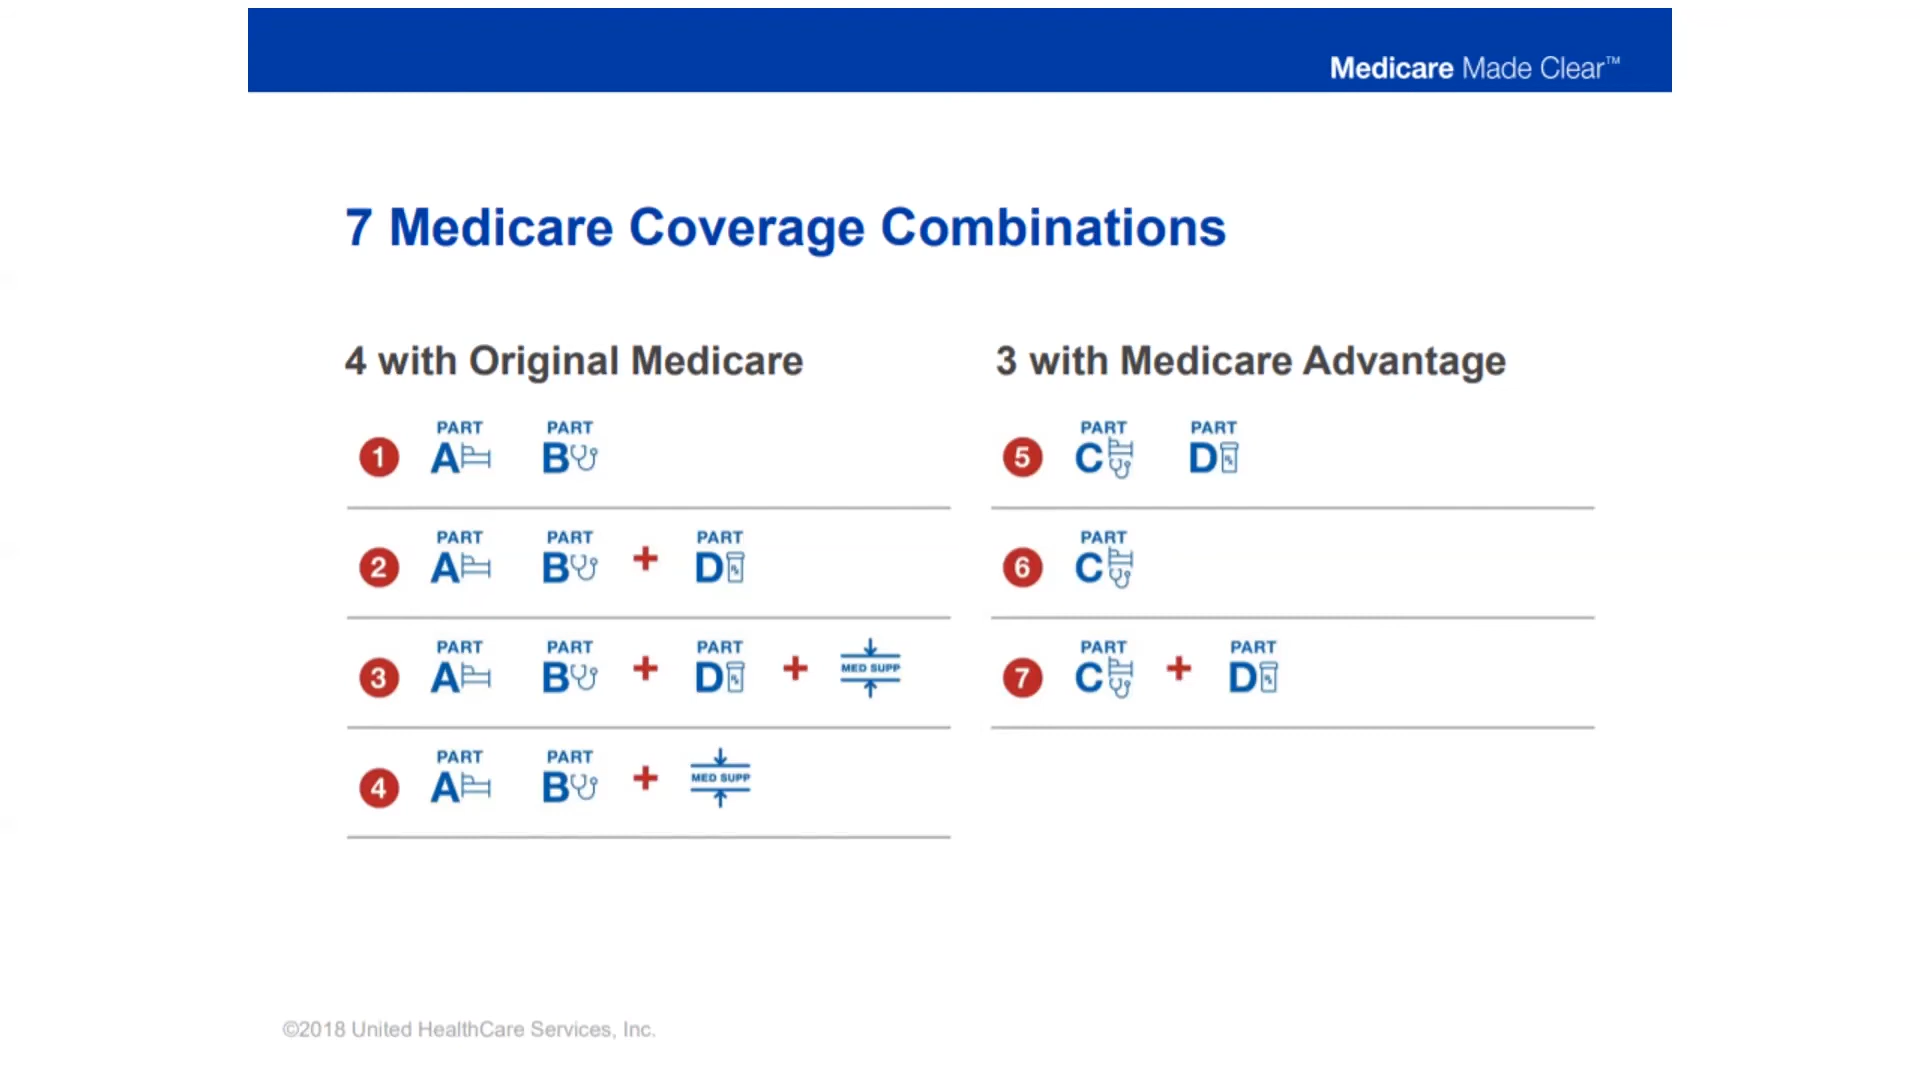 Medicare Made Clear™
7 Medicare Coverage Combinations
4 with Original Medicare
1 PART A PART B
2 PART A PART B + PART D
3 PART A PART B + PART D + MED SUPP
4 PART A PART B + MED SUPP
3 with Medicare Advantage
5 PART C PART D
6 PART C
7 PART C + PART D
©2018 United HealthCare Services, Inc.